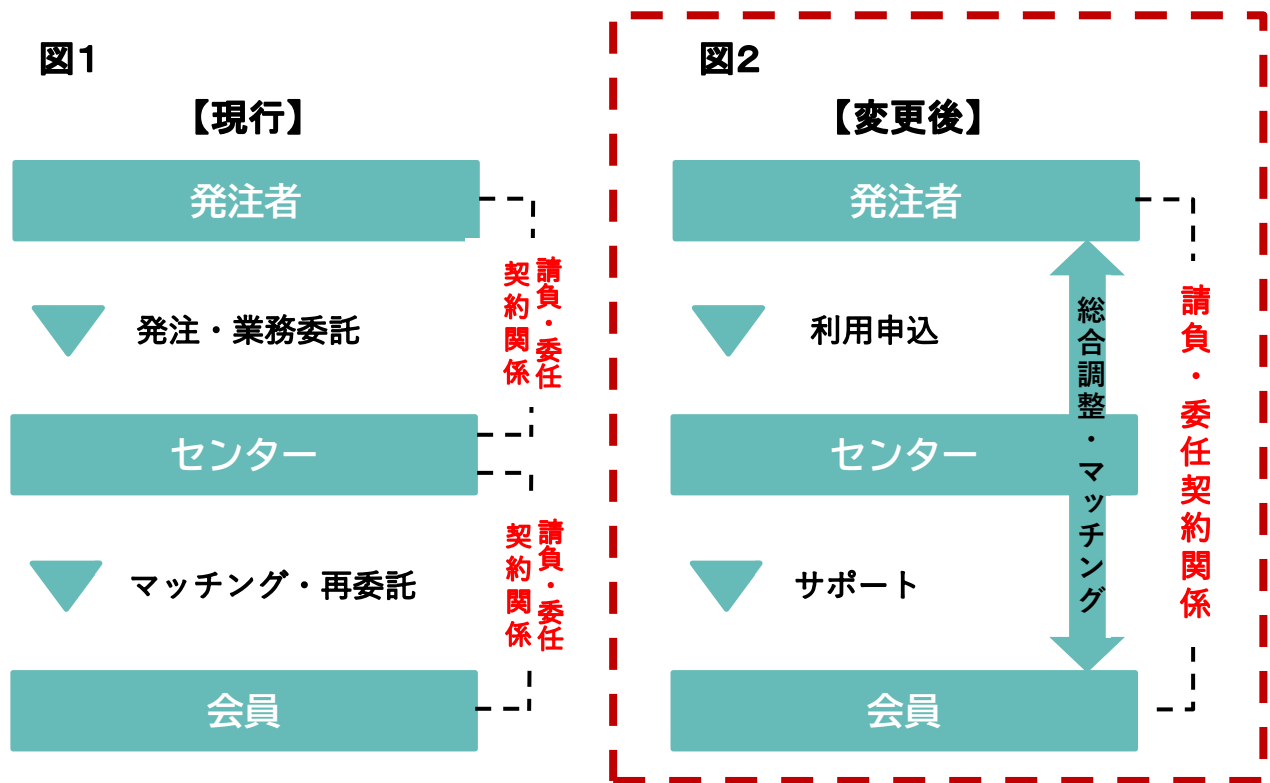 図1
【現行】
発注者
発注・業務委託
請負・委任
契約関係
センター
マッチング・再委託
請負・委任
契約関係
会員
図2
【変更後】
発注者
利用申込
総合調整・マッチング
請負・委任契約関係
センター
サポート
会員